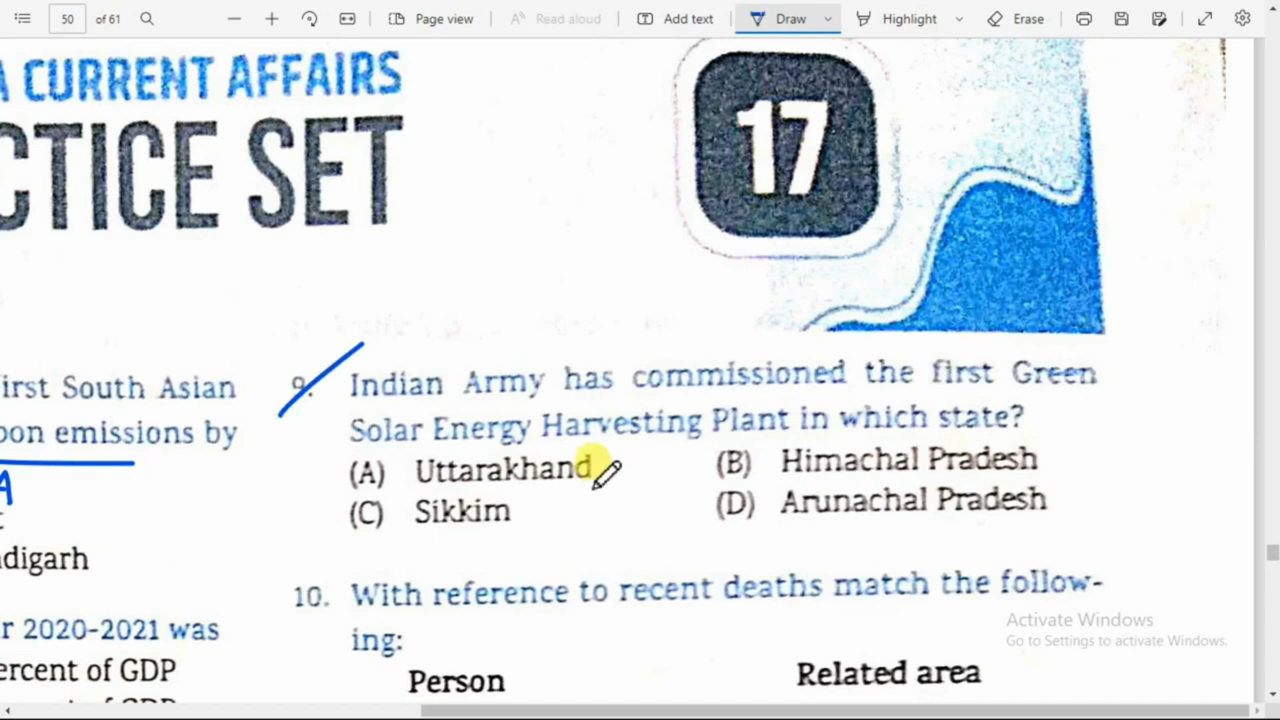 50 of 61 Page view Read aloud Add text Draw Highlight Erase
A CURRENT AFFAIRS
CTICE SET
17
irst South Asian
bon emissions by
A
digarh
r 2020-2021 was
ercent of GDP
9. Indian Army has commissioned the first Green
Solar Energy Harvesting Plant in which state?
(A) Uttarakhand (B) Himachal Pradesh
(C) Sikkim (D) Arunachal Pradesh
10. With reference to recent deaths match the follow-
ing:
Person Related area
Activate Windows
Go to Settings to activate Windows.